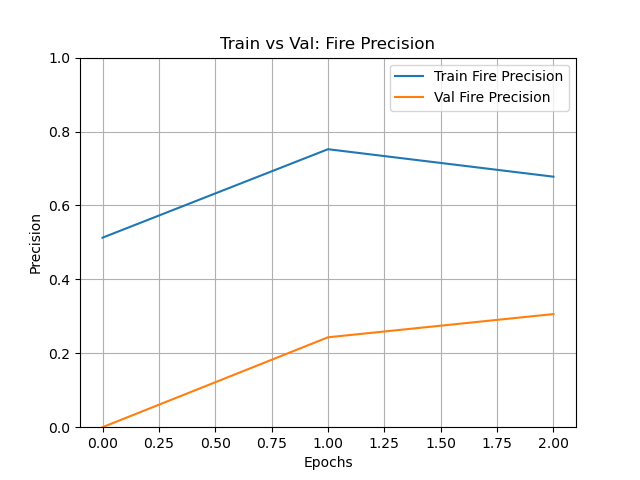 Train vs Val: Fire Precision
Train Fire Precision
Val Fire Precision
Precision
1.0
0.8
0.6
0.4
0.2
0.0
0.00 0.25 0.50 0.75 1.00 1.25 1.50 1.75 2.00
Epochs